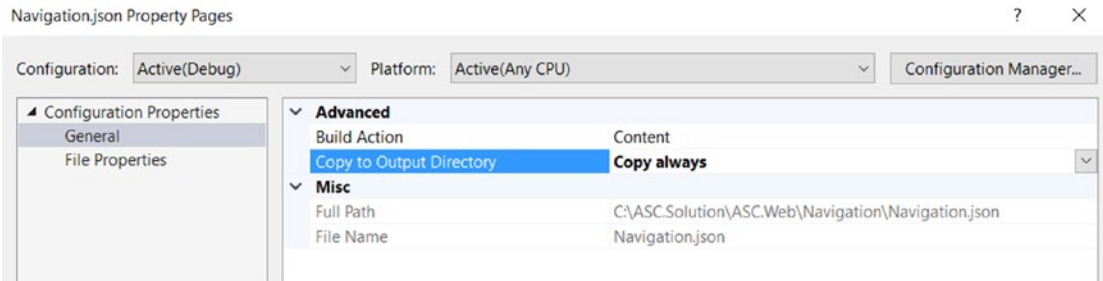 Navigation.json Property Pages ? ×
Configuration: Active(Debug) Platform: Active(Any CPU) Configuration Manager...
Configuration Properties
General
File Properties
Advanced
Build Action Content
Copy to Output Directory Copy always
Misc
Full Path C:\ASC.Solution\ASC.Web\Navigation\Navigation.json
File Name Navigation.json